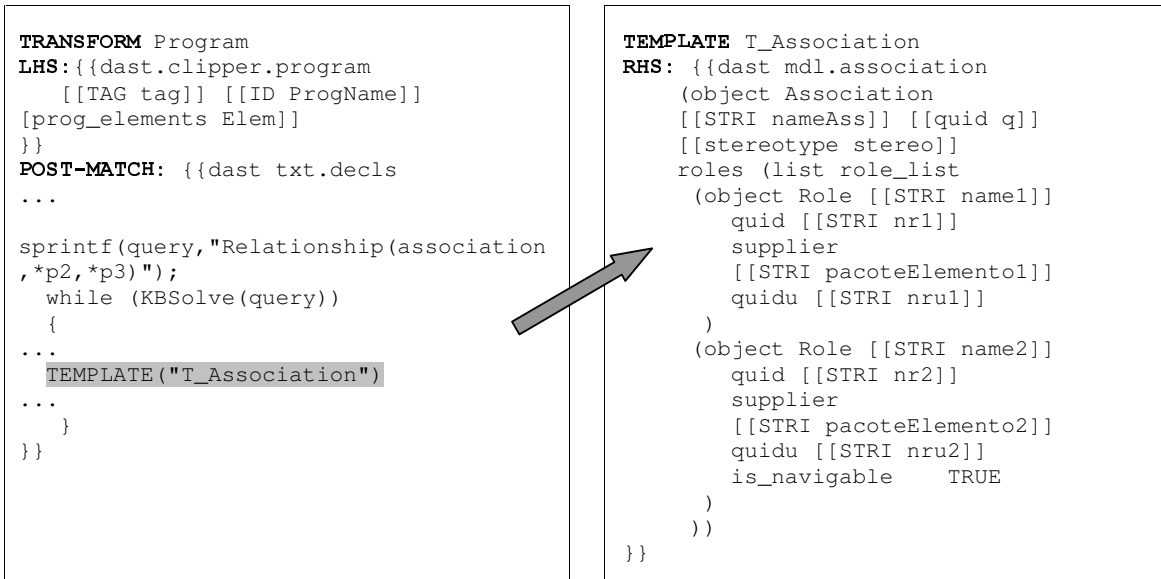 TRANSFORM Program
LHS:{{dast.clipper.program
[[TAG tag]] [[ID ProgName]]
[prog_elements Elem]]
}}
POST-MATCH: {{dast txt.decls
...
sprintf(query,"Relationship(association
,*p2,*p3)");
while (KBSolve(query))
{
...
TEMPLATE("T_Association")
...
}
}}
TEMPLATE T_Association
RHS: {{dast mdl.association
(object Association
[[STRI nameAss]] [[quid q]]
[[stereotype stereo]]
roles (list role_list
(object Role [[STRI name1]]
quid [[STRI nr1]]
supplier
[[STRI pacoteElemento1]]
quidu [[STRI nru1]]
)
(object Role [[STRI name2]]
quid [[STRI nr2]]
supplier
[[STRI pacoteElemento2]]
quidu [[STRI nru2]]
is_navigable TRUE
)
))
}}